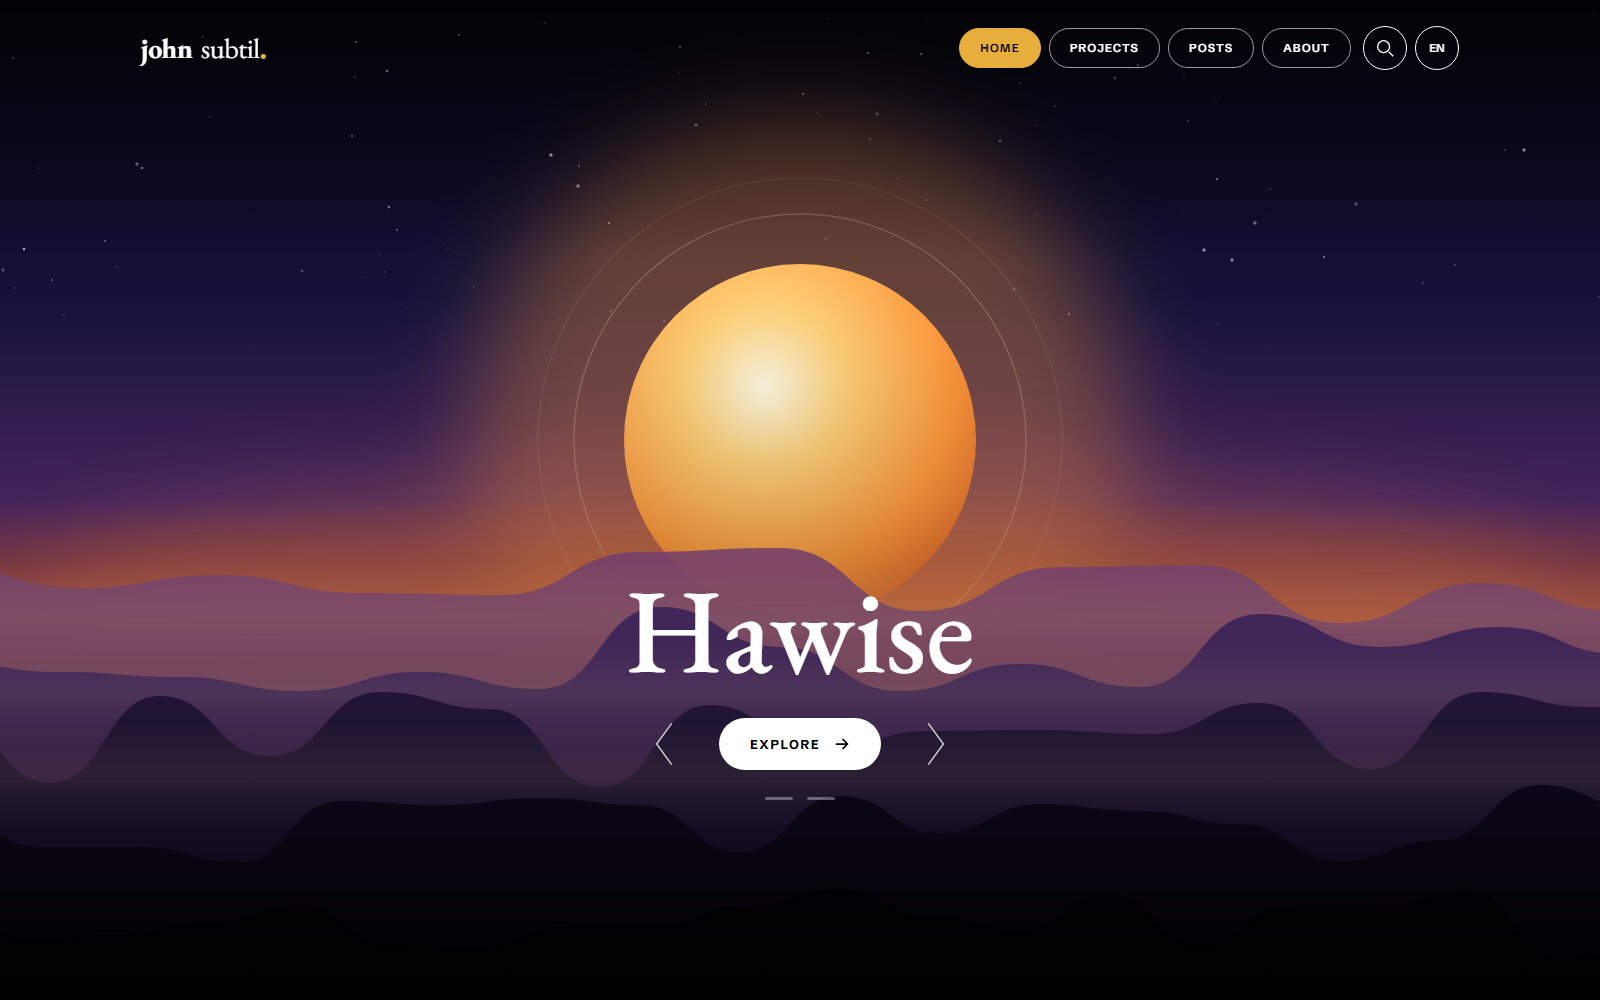 john subtil.
HOME
PROJECTS
POSTS
ABOUT
EN
Hawise
EXPLORE